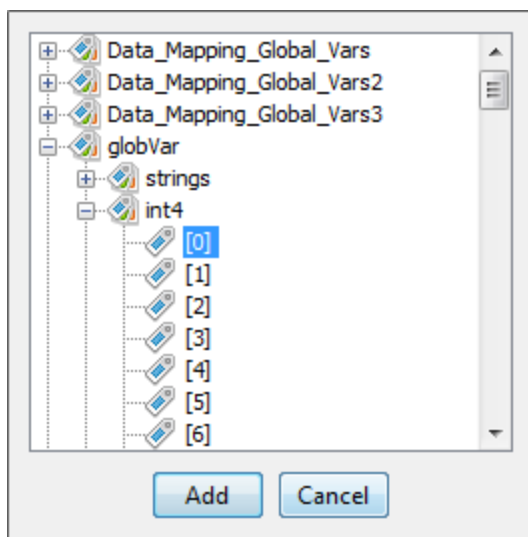 Data_Mapping_Global_Vars
Data_Mapping_Global_Vars2
Data_Mapping_Global_Vars3
globVar
strings
int4
[0]
[1]
[2]
[3]
[4]
[5]
[6]
Add Cancel